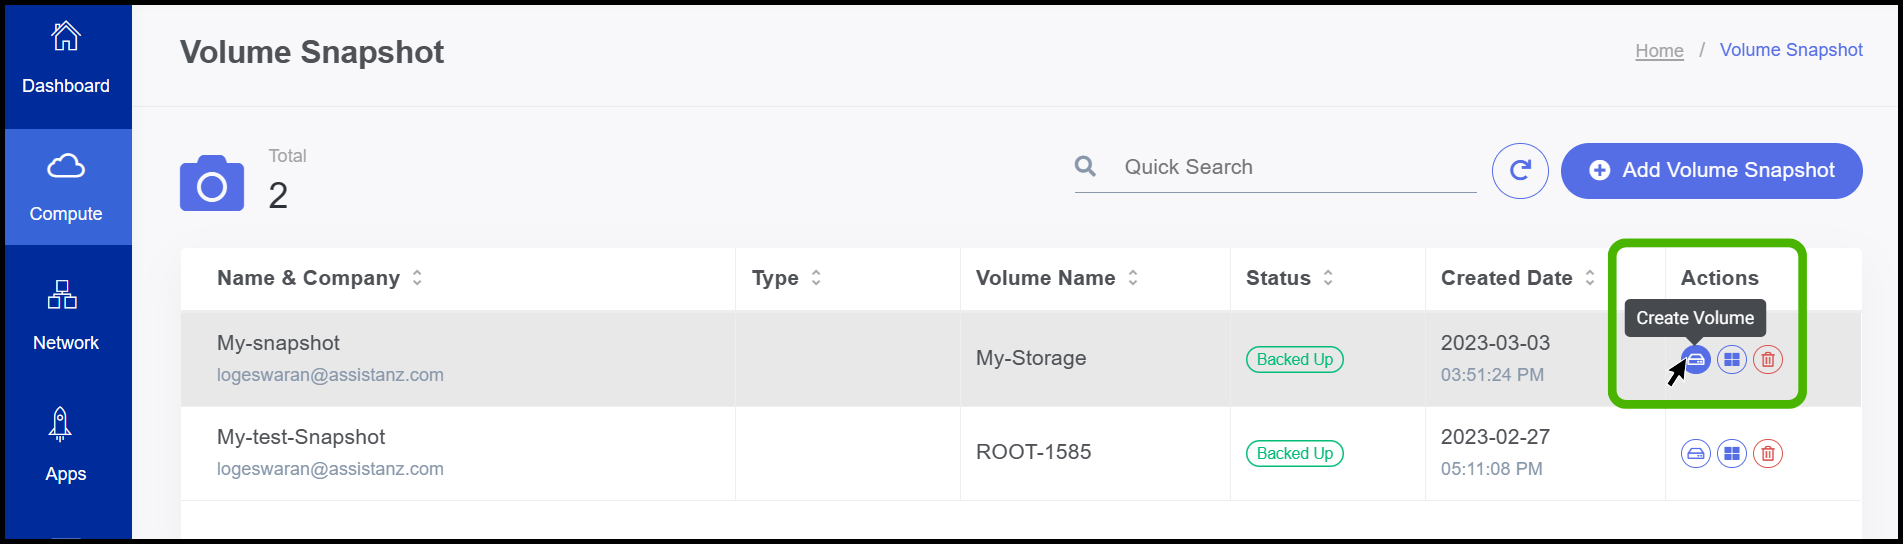 Dashboard
Compute
Network
Apps
Volume Snapshot
Home / Volume Snapshot
Total
2
Quick Search
Add Volume Snapshot
Name & Company
Type
Volume Name
Status
Created Date
Actions
Create Volume
My-snapshot
logeswaran@assistanz.com
My-Storage
Backed Up
2023-03-03
03:51:24 PM
My-test-Snapshot
logeswaran@assistanz.com
ROOT-1585
Backed Up
2023-02-27
05:11:08 PM